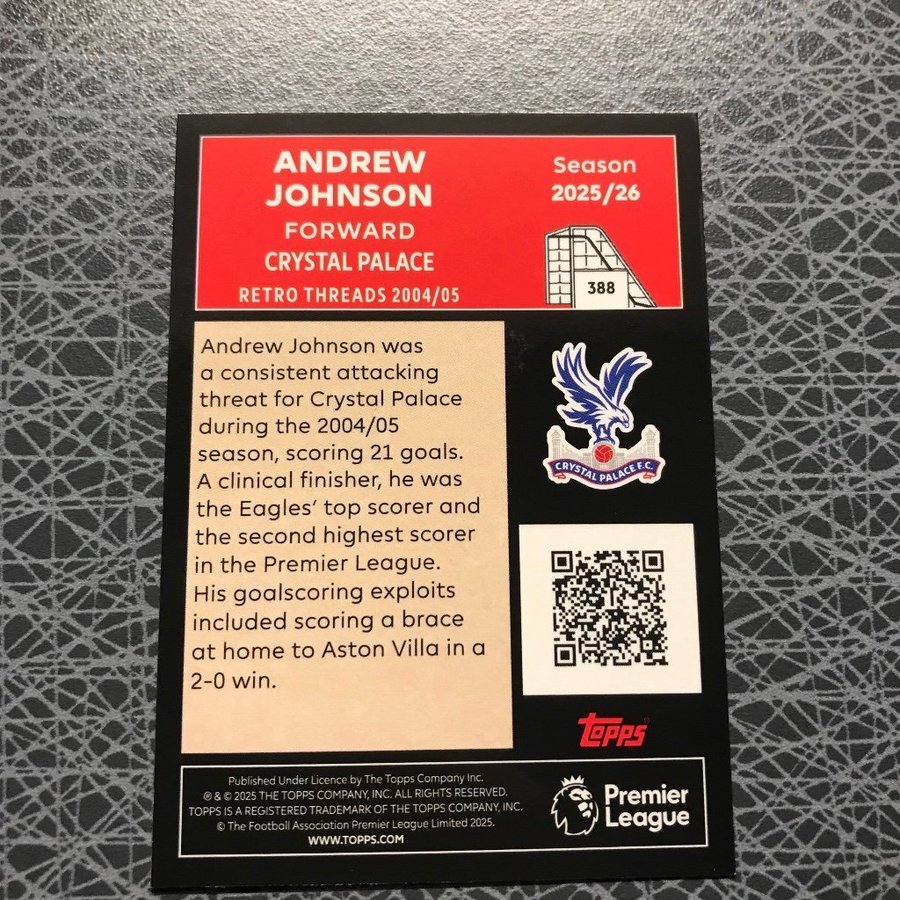 ANDREW
JOHNSON
FORWARD
CRYSTAL PALACE
RETRO THREADS 2004/05
Season
2025/26
388
Andrew Johnson was
a consistent attacking
threat for Crystal Palace
during the 2004/05
season, scoring 21 goals.
A clinical finisher, he was
the Eagles' top scorer and
the second highest scorer
in the Premier League.
His goalscoring exploits
included scoring a brace
at home to Aston Villa in a
2-0 win.
CRYSTAL PALACE F.C.
TOPPS®
Published Under Licence by The Topps Company Inc.
® & © 2025 THE TOPPS COMPANY, INC. ALL RIGHTS RESERVED.
TOPPS IS A REGISTERED TRADEMARK OF THE TOPPS COMPANY, INC.
© The Football Association Premier League Limited 2025.
WWW.TOPPS.COM
Premier
League